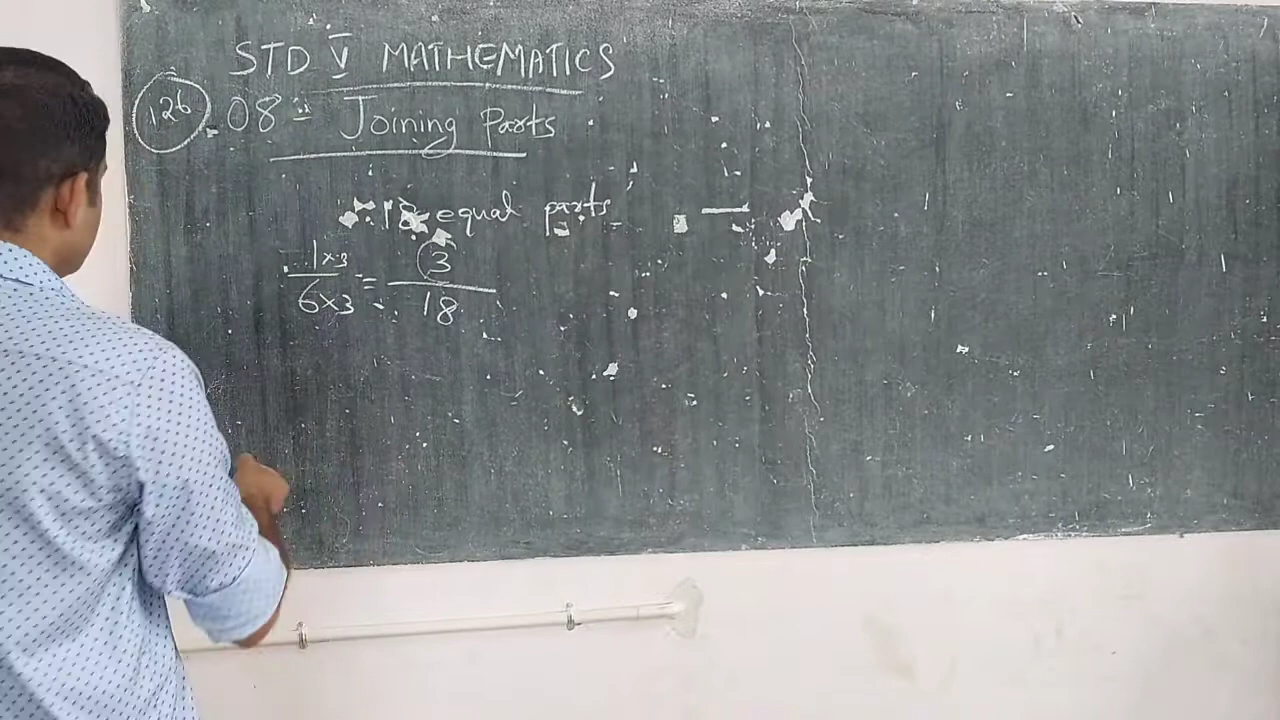 STD V MATHEMATICS
126 08 = Joining Parts
18 equal parts
1×3 / 6×3 = 3 / 18